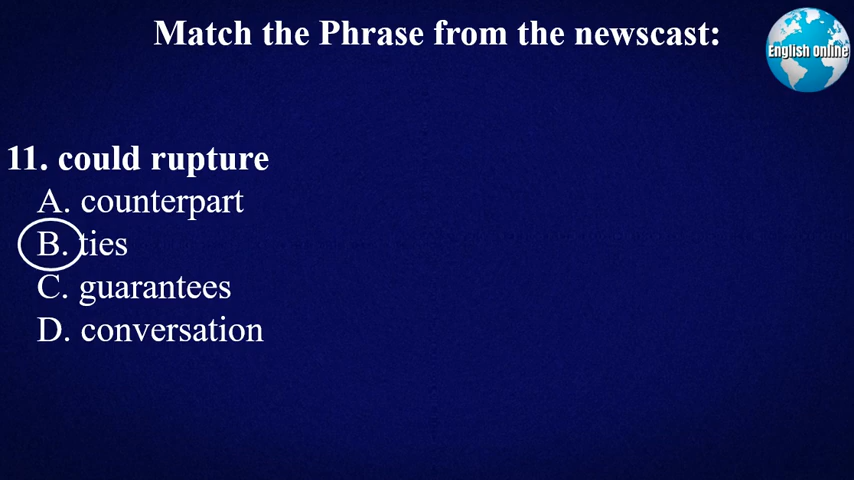 Match the Phrase from the newscast:
English Online
11. could rupture
A. counterpart
B. ties
C. guarantees
D. conversation